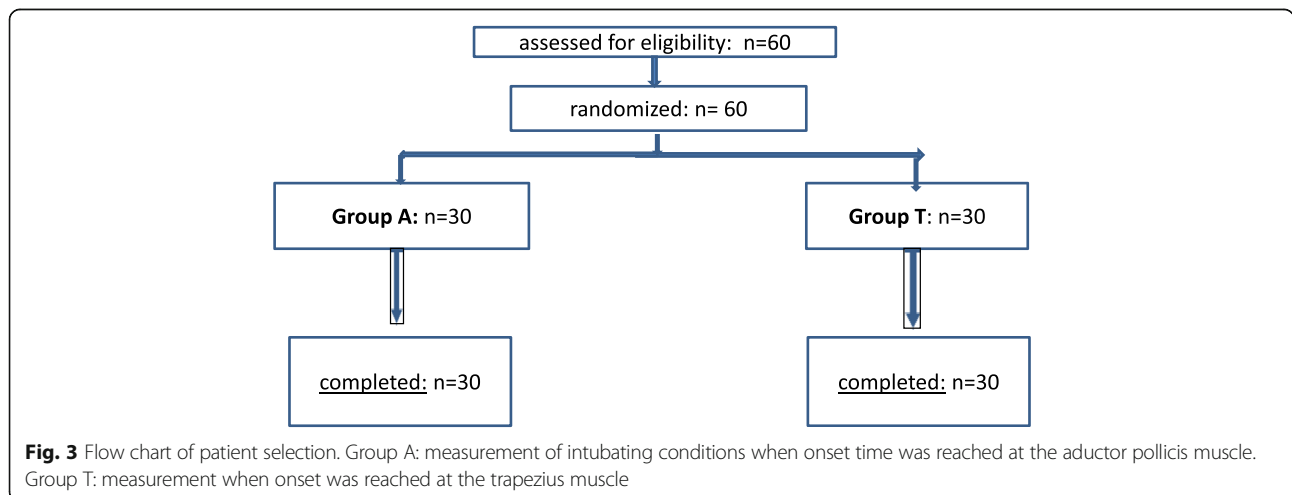 assessed for eligibility: n=60
randomized: n= 60
Group A: n=30
Group T: n=30
completed: n=30
completed: n=30
Fig. 3 Flow chart of patient selection. Group A: measurement of intubating conditions when onset time was reached at the aductor pollicis muscle.
Group T: measurement when onset was reached at the trapezius muscle